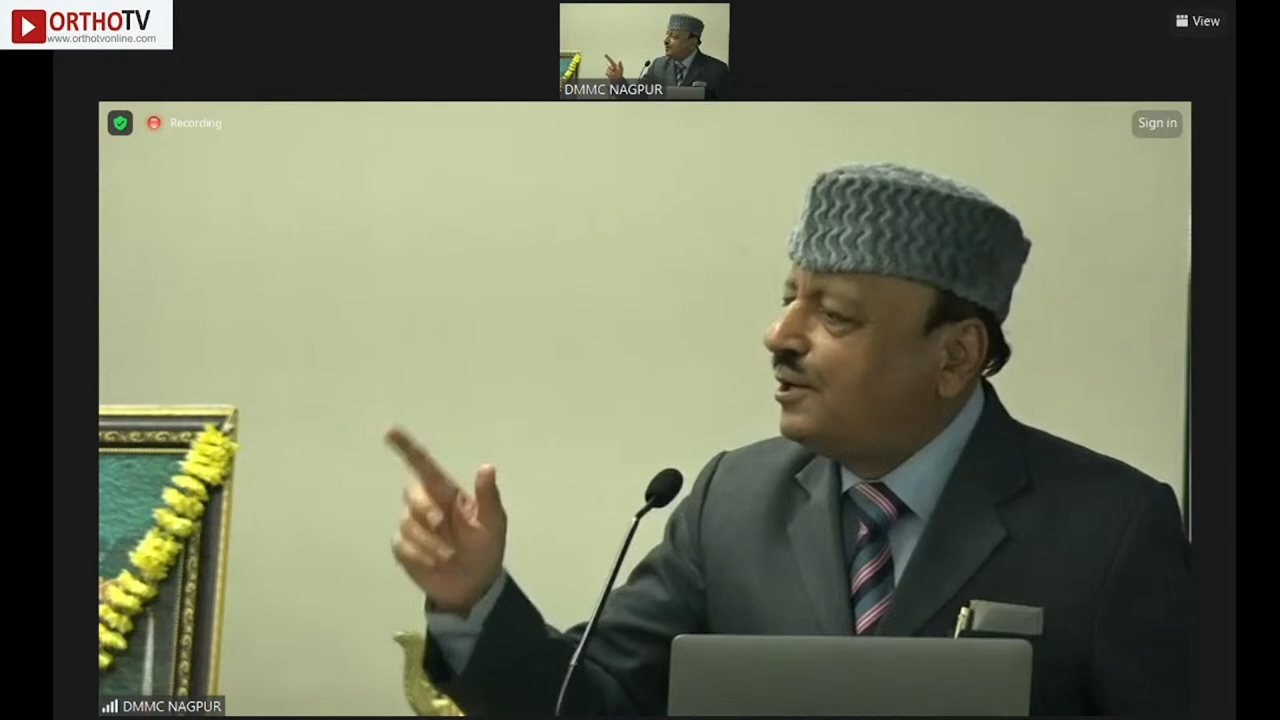 ORTHOTV
www.orthotvonline.com
View
DMMC NAGPUR
Recording
Sign in
DMMC NAGPUR